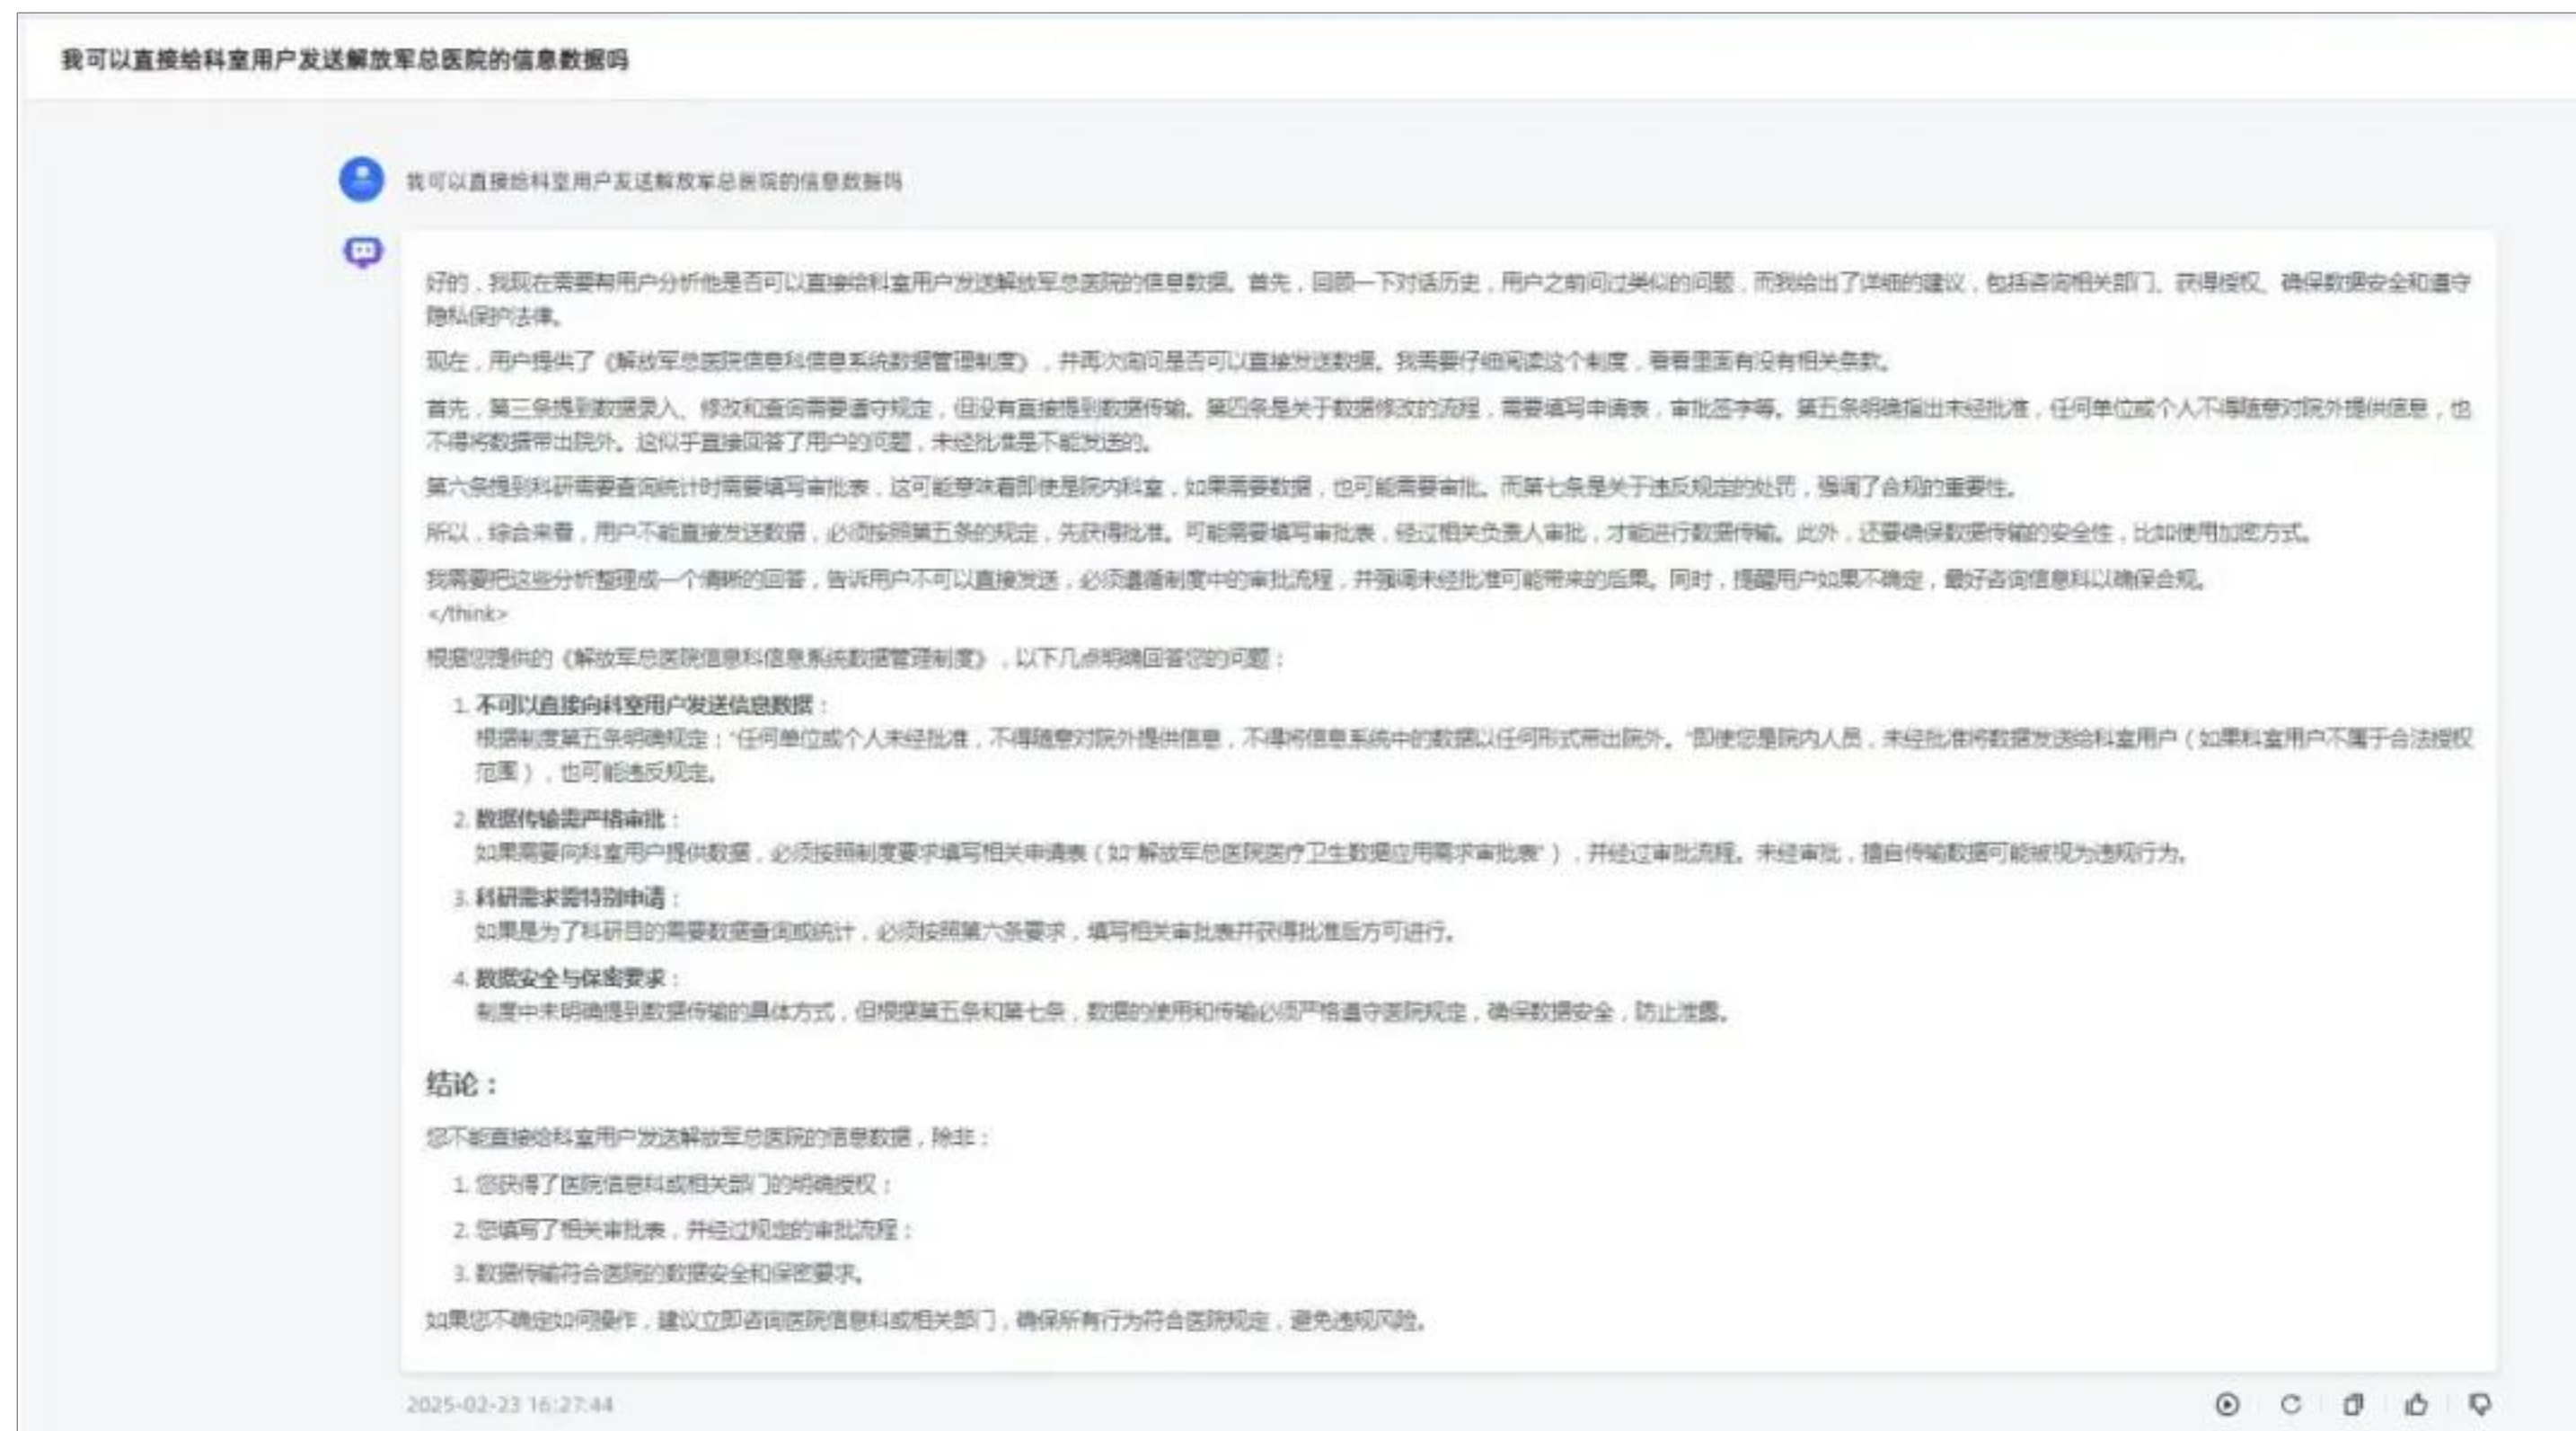 我可以直接给科室用户发送解放军总医院的信息数据吗
我可以直接给科室用户发送解放军总医院的信息数据吗
好的，我现在需要帮用户分析他是否可以直接给科室用户发送解放军总医院的信息数据。首先，回顾一下对话历史，用户之前问过类似的问题，而我给出了详细的建议，包括咨询相关部门、获得授权、确保数据安全和遵守
隐私保护法律。
现在，用户提供了《解放军总医院信息科信息系统数据管理制度》，并再次询问是否可以直接发送数据。我需要仔细阅读这个制度，看看里面有没有相关条款。
首先，第三条提到数据录入、修改和查询需要遵守规定，但没有直接提到数据传输。第四条是关于数据修改的流程，需要填写申请表，审批签字等。第五条明确指出未经批准，任何单位或个人不得随意对院外提供信息，也
不得将数据带出院外。这似乎直接回答了用户的问题，未经批准是不能发送的。
第六条提到科研需要查询统计时需要填写审批表，这可能意味着即使是院内科室，如果需要数据，也可能需要审批。而第七条是关于违反规定的处罚，强调了合规的重要性。
所以，综合来看，用户不能直接发送数据，必须按照第五条的规定，先获得批准。可能需要填写审批表，经过相关负责人审批，才能进行数据传输。此外，还要确保数据传输的安全性，比如使用加密方式。
我需要把这些分析整理成一个清晰的回答，告诉用户不可以直接发送，必须遵循制度中的审批流程，并强调未经批准可能带来的后果。同时，提醒用户如果不确定，最好咨询信息科以确保合规。
</think>
根据您提供的《解放军总医院信息科信息系统数据管理制度》，以下几点明确回答您的问题：
1. 不可以直接向科室用户发送信息数据：
根据制度第五条明确规定："任何单位或个人未经批准，不得随意对院外提供信息，不得将信息系统中的数据以任何形式带出院外。"即使您是院内人员，未经批准将数据发送给科室用户（如果科室用户不属于合法授权
范围），也可能违反规定。
2. 数据传输需严格审批：
如果需要向科室用户提供数据，必须按照制度要求填写相关申请表（如"解放军总医院医疗卫生数据应用需求审批表"），并经过审批流程。未经审批，擅自传输数据可能被视为违规行为。
3. 科研需求需特别申请：
如果是为了科研目的需要数据查询或统计，必须按照第六条要求，填写相关审批表并获得批准后方可进行。
4. 数据安全与保密要求：
制度中未明确提到数据传输的具体方式，但根据第五条和第七条，数据的使用和传输必须严格遵守医院规定，确保数据安全，防止泄露。
结论：
您不能直接给科室用户发送解放军总医院的信息数据，除非：
1. 您获得了医院信息科或相关部门的明确授权；
2. 您填写了相关审批表，并经过规定的审批流程；
3. 数据传输符合医院的数据安全和保密要求。
如果您不确定如何操作，建议立即咨询医院信息科或相关部门，确保所有行为符合医院规定，避免违规风险。
2025-02-23 16:27:44